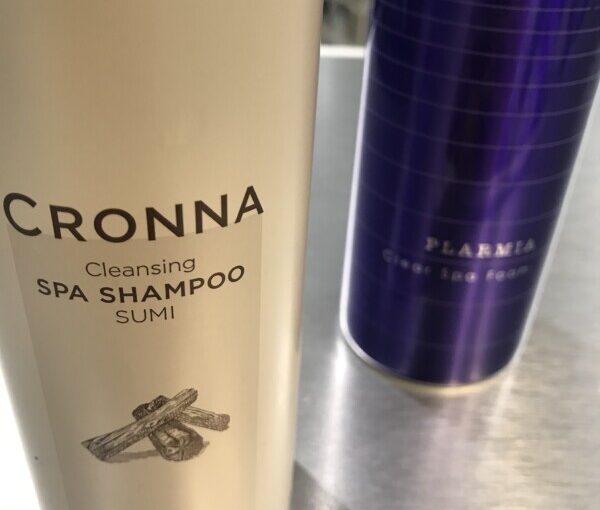 CRONNA
Cleansing
SPA SHAMPOO
SUMI
PLARMIA
Clear Spa Foam